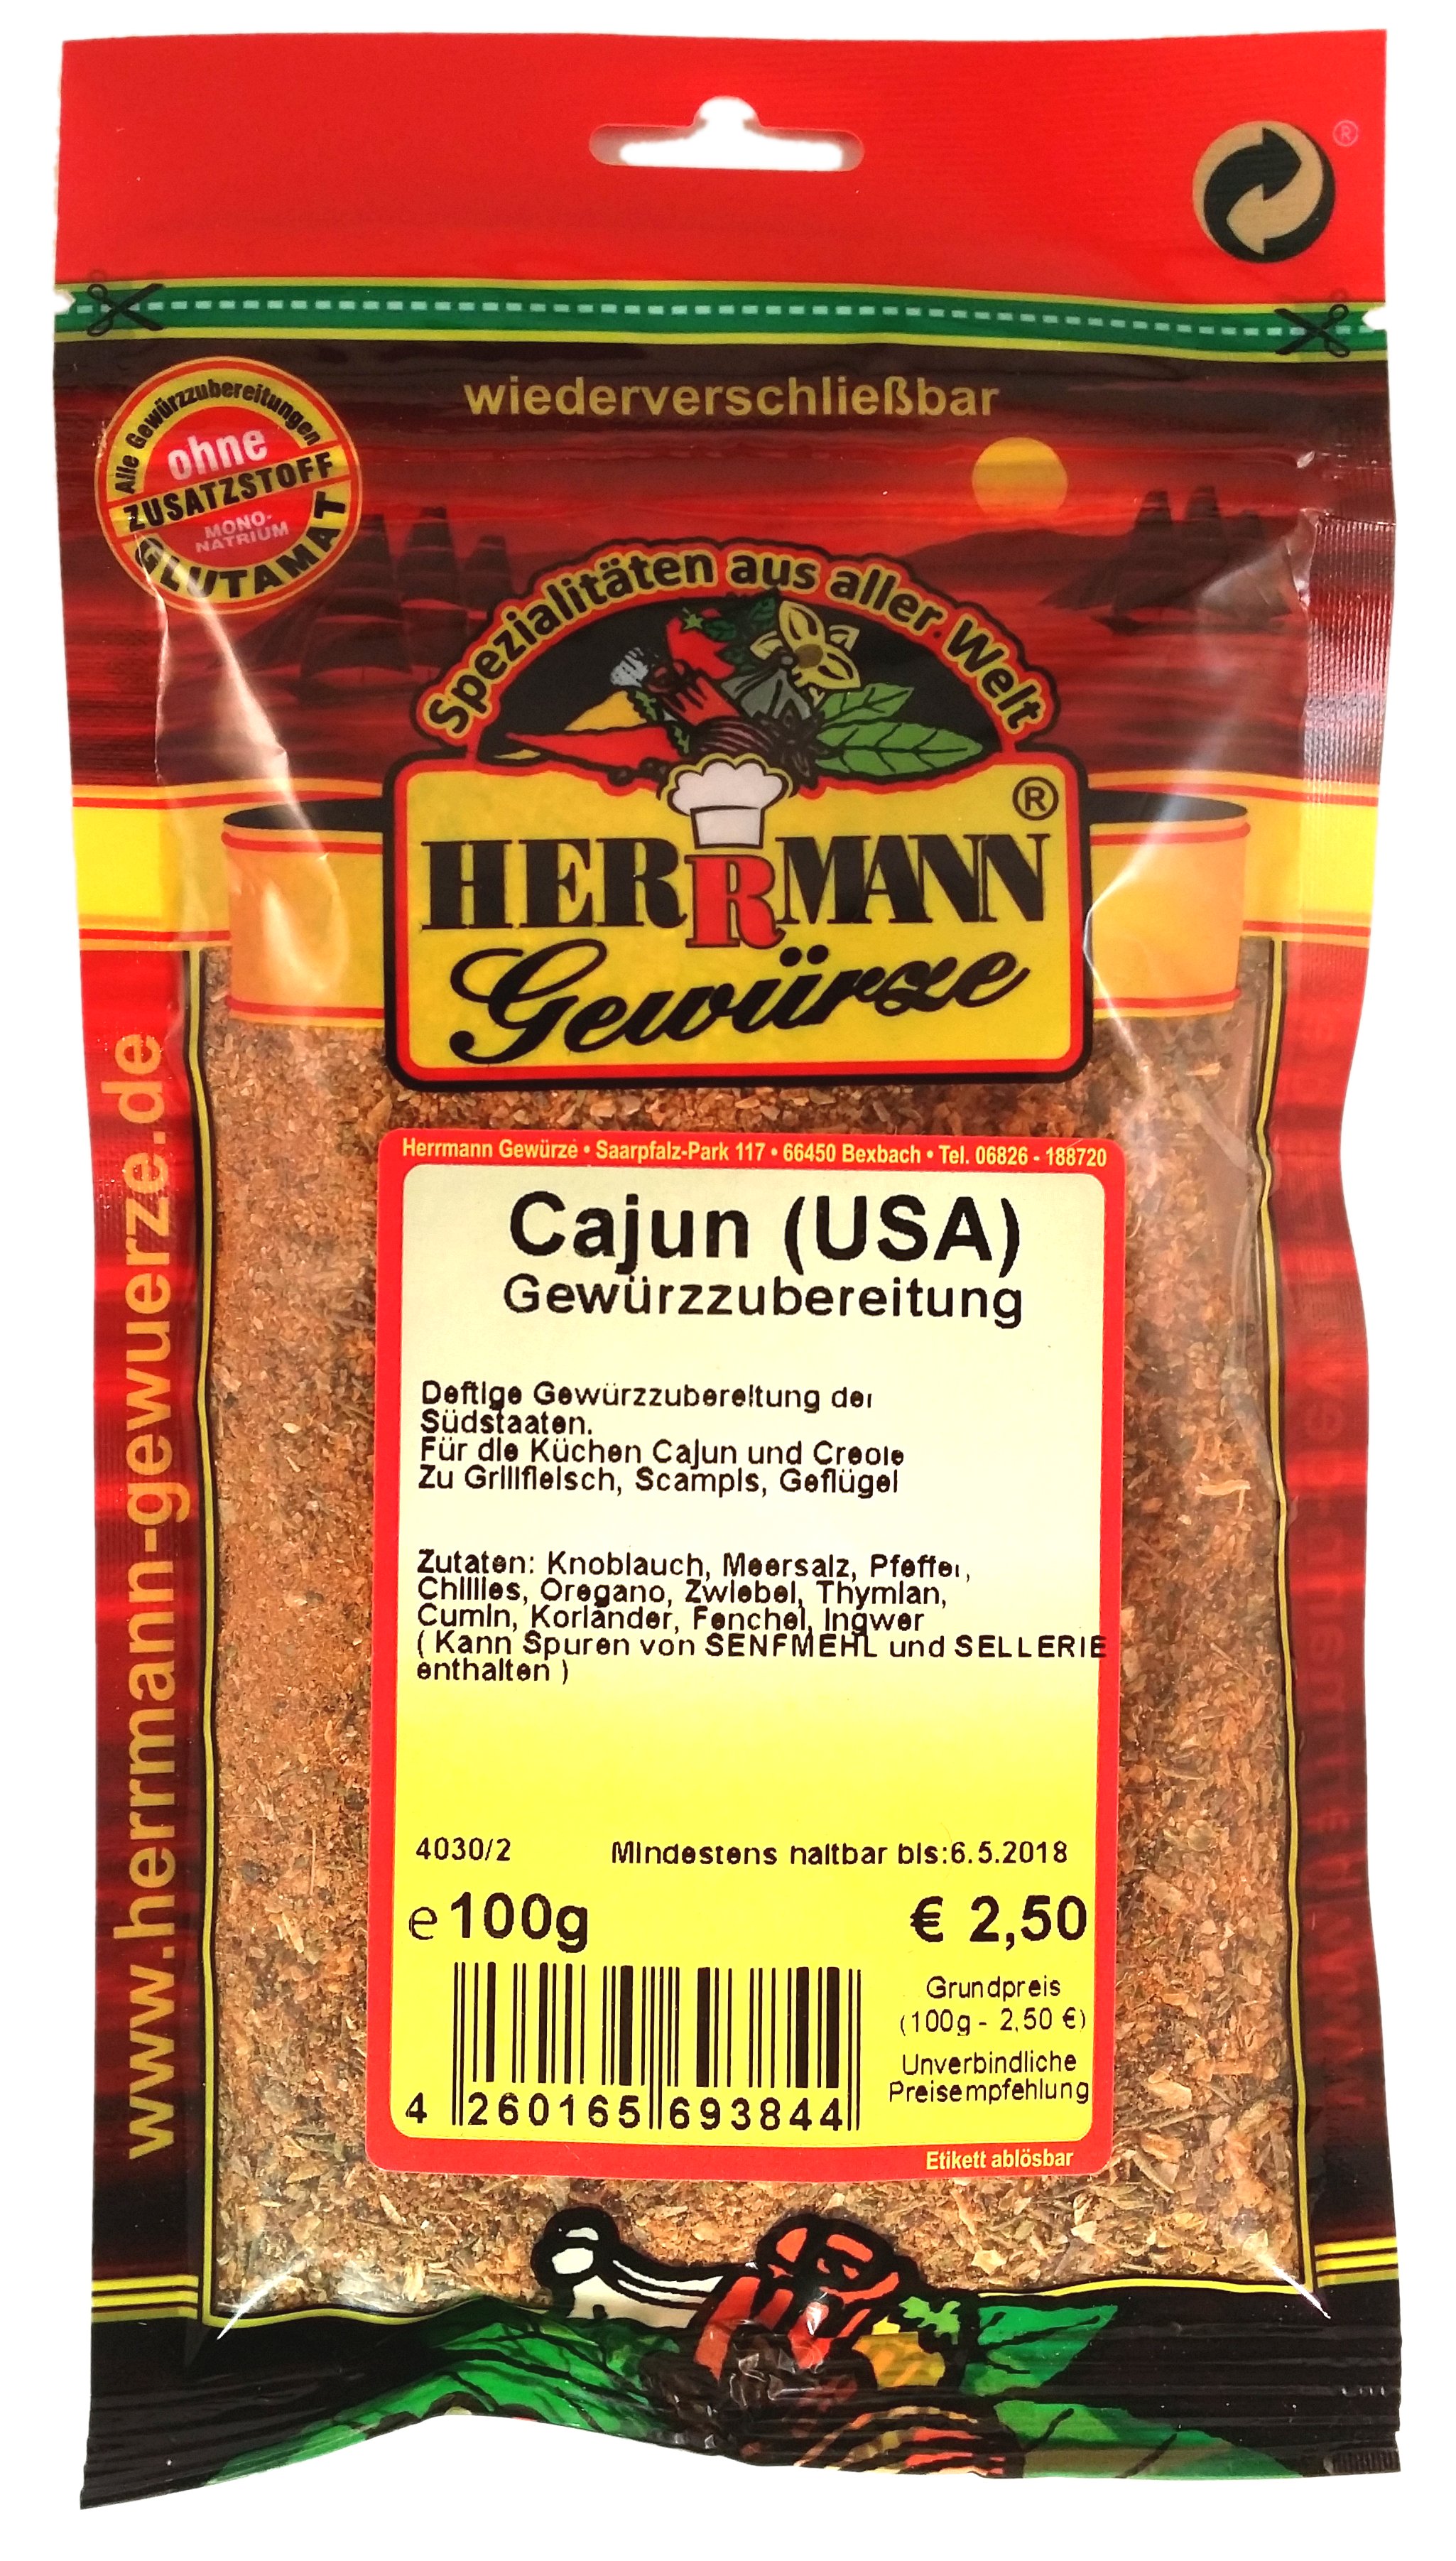 ®
wiederverschließbar
Alle Gewürzzubereitungen
ohne
ZUSATZSTOFF
MONO-
NATRIUM
GLUTAMAT
Spezialitäten aus aller Welt
HERRMANN ®
Gewürze
www.herrmann-gewuerze.de
Herrmann Gewürze • Saarpfalz-Park 117 • 66450 Bexbach • Tel. 06826 - 188720
Cajun (USA)
Gewürzzubereitung
Deftige Gewürzzubereitung der
Südstaaten.
Für die Küchen Cajun und Creole
Zu Grillfleisch, Scampis, Geflügel
Zutaten: Knoblauch, Meersalz, Pfeffer,
Chillies, Oregano, Zwiebel, Thymian,
Cumin, Koriander, Fenchel, Ingwer
( Kann Spuren von SENFMEHL und SELLERIE
enthalten )
4030/2 Mindestens haltbar bis:6.5.2018
e 100g € 2,50
Grundpreis
(100g - 2,50 €)
Unverbindliche
Preisempfehlung
4 260165 693844
Etikett ablösbar